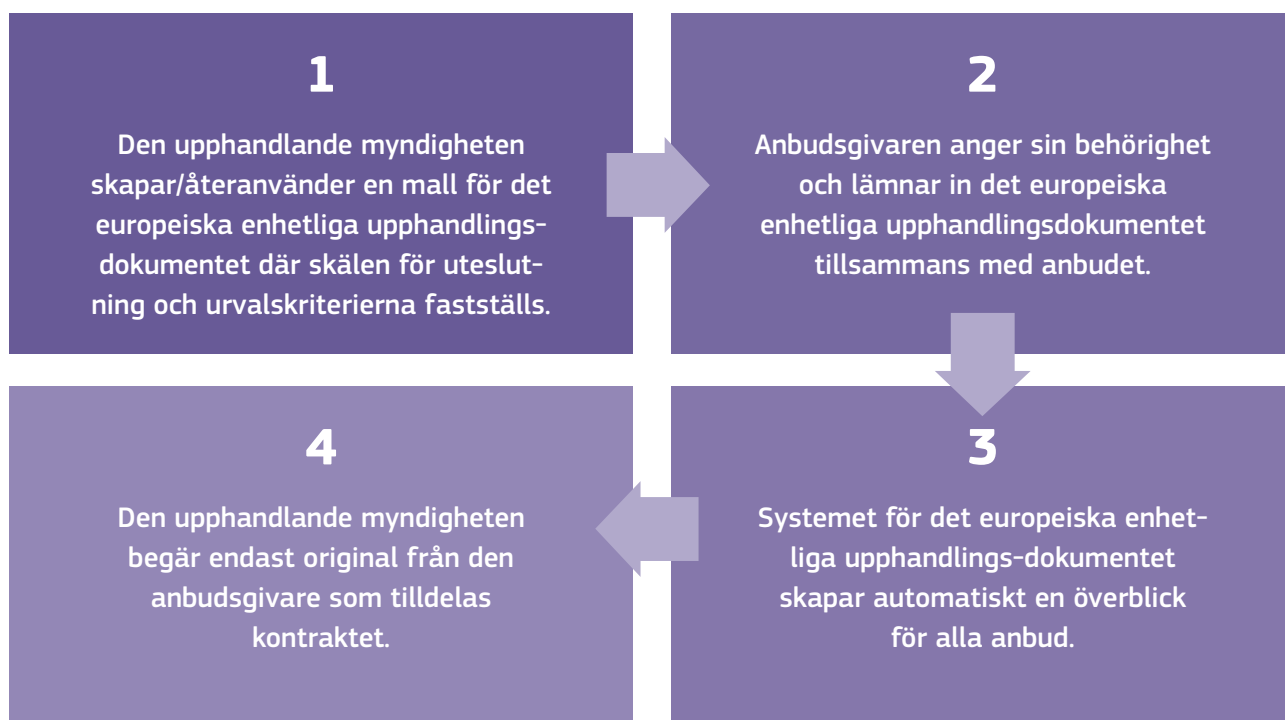 1
Den upphandlande myndigheten
skapar/återanvänder en mall för det
europeiska enhetliga upphandlings-
dokumentet där skälen för uteslut-
ning och urvalskriterierna fastställs.
2
Anbudsgivaren anger sin behörighet
och lämnar in det europeiska
enhetliga upphandlingsdokumentet
tillsammans med anbudet.
3
Systemet för det europeiska enhet-
liga upphandlings-dokumentet
skapar automatiskt en överblick
för alla anbud.
4
Den upphandlande myndigheten
begär endast original från den
anbudsgivare som tilldelas
kontraktet.